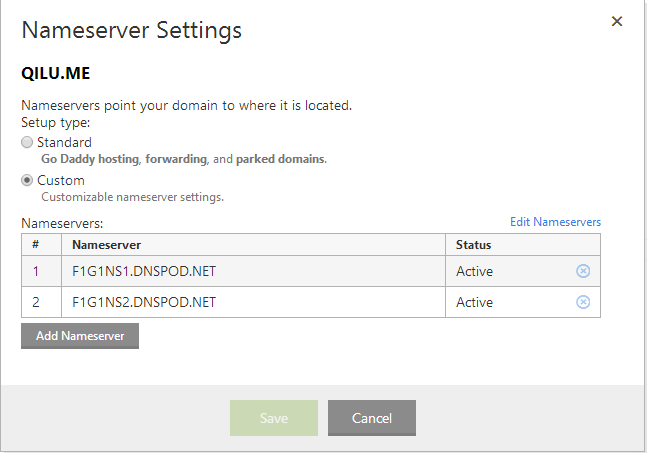 Nameserver Settings
QILU.ME
Nameservers point your domain to where it is located.
Setup type:
Standard
Go Daddy hosting, forwarding, and parked domains.
Custom
Customizable nameserver settings.
Nameservers: Edit Nameservers
# Nameserver Status
1 F1G1NS1.DNSPOD.NET Active
2 F1G1NS2.DNSPOD.NET Active
Add Nameserver
Save Cancel